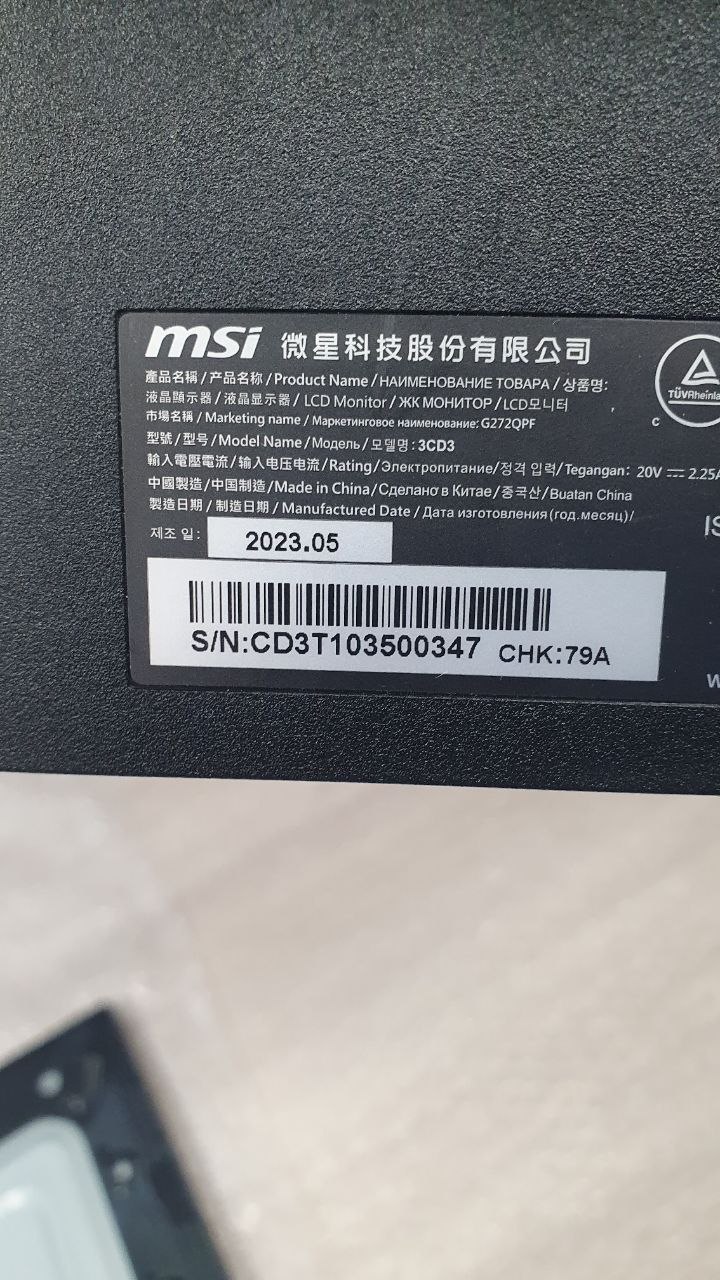 msi 微星科技股份有限公司
產品名稱/产品名称/Product Name/НАИМЕНОВАНИЕ ТОВАРА/상품명:
液晶顯示器/液晶显示器/LCD Monitor/ЖК МОНИТОР/LCD모니터
市場名稱/Marketing name/Маркетинговое наименование:G272QPF
型號/型号/Model Name/Модель/모델명:3CD3
輸入電壓電流/输入电压电流/Rating/Электропитание/정격 입력/Tegangan: 20V ⎓ 2.25A
中國製造/中国制造/Made in China/Сделано в Китае/중국산/Buatan China
製造日期/制造日期/Manufactured Date/Дата изготовления(год.месяц)/
제조 일: 2023.05
S/N:CD3T103500347 CHK:79A
TÜVRheinla
C
IS
W